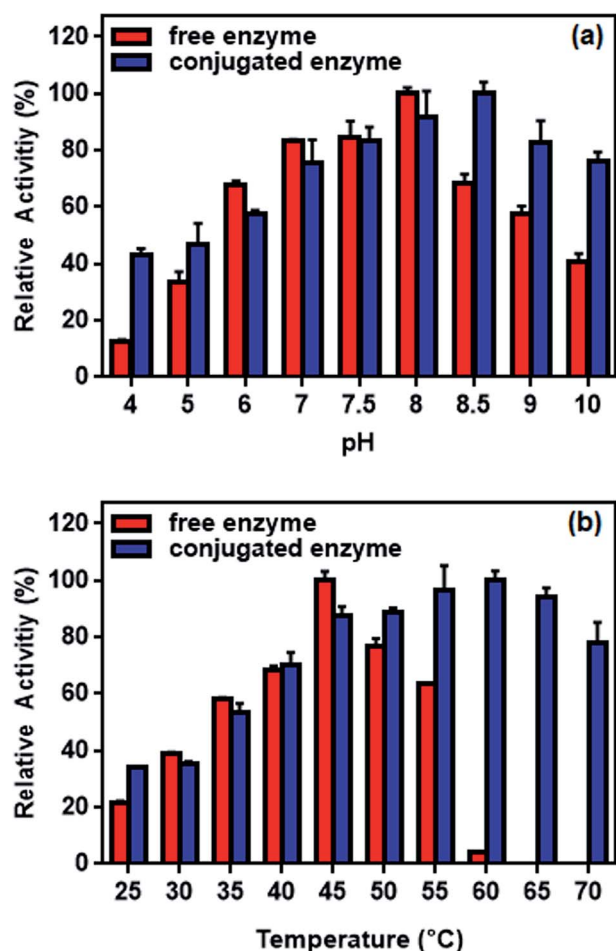 (a)
free enzyme
conjugated enzyme
120
100
80
60
40
20
0
Relative Activitiy (%)
4 5 6 7 7.5 8 8.5 9 10
pH
(b)
free enzyme
conjugated enzyme
120
100
80
60
40
20
0
Relative Activitiy (%)
25 30 35 40 45 50 55 60 65 70
Temperature (°C)